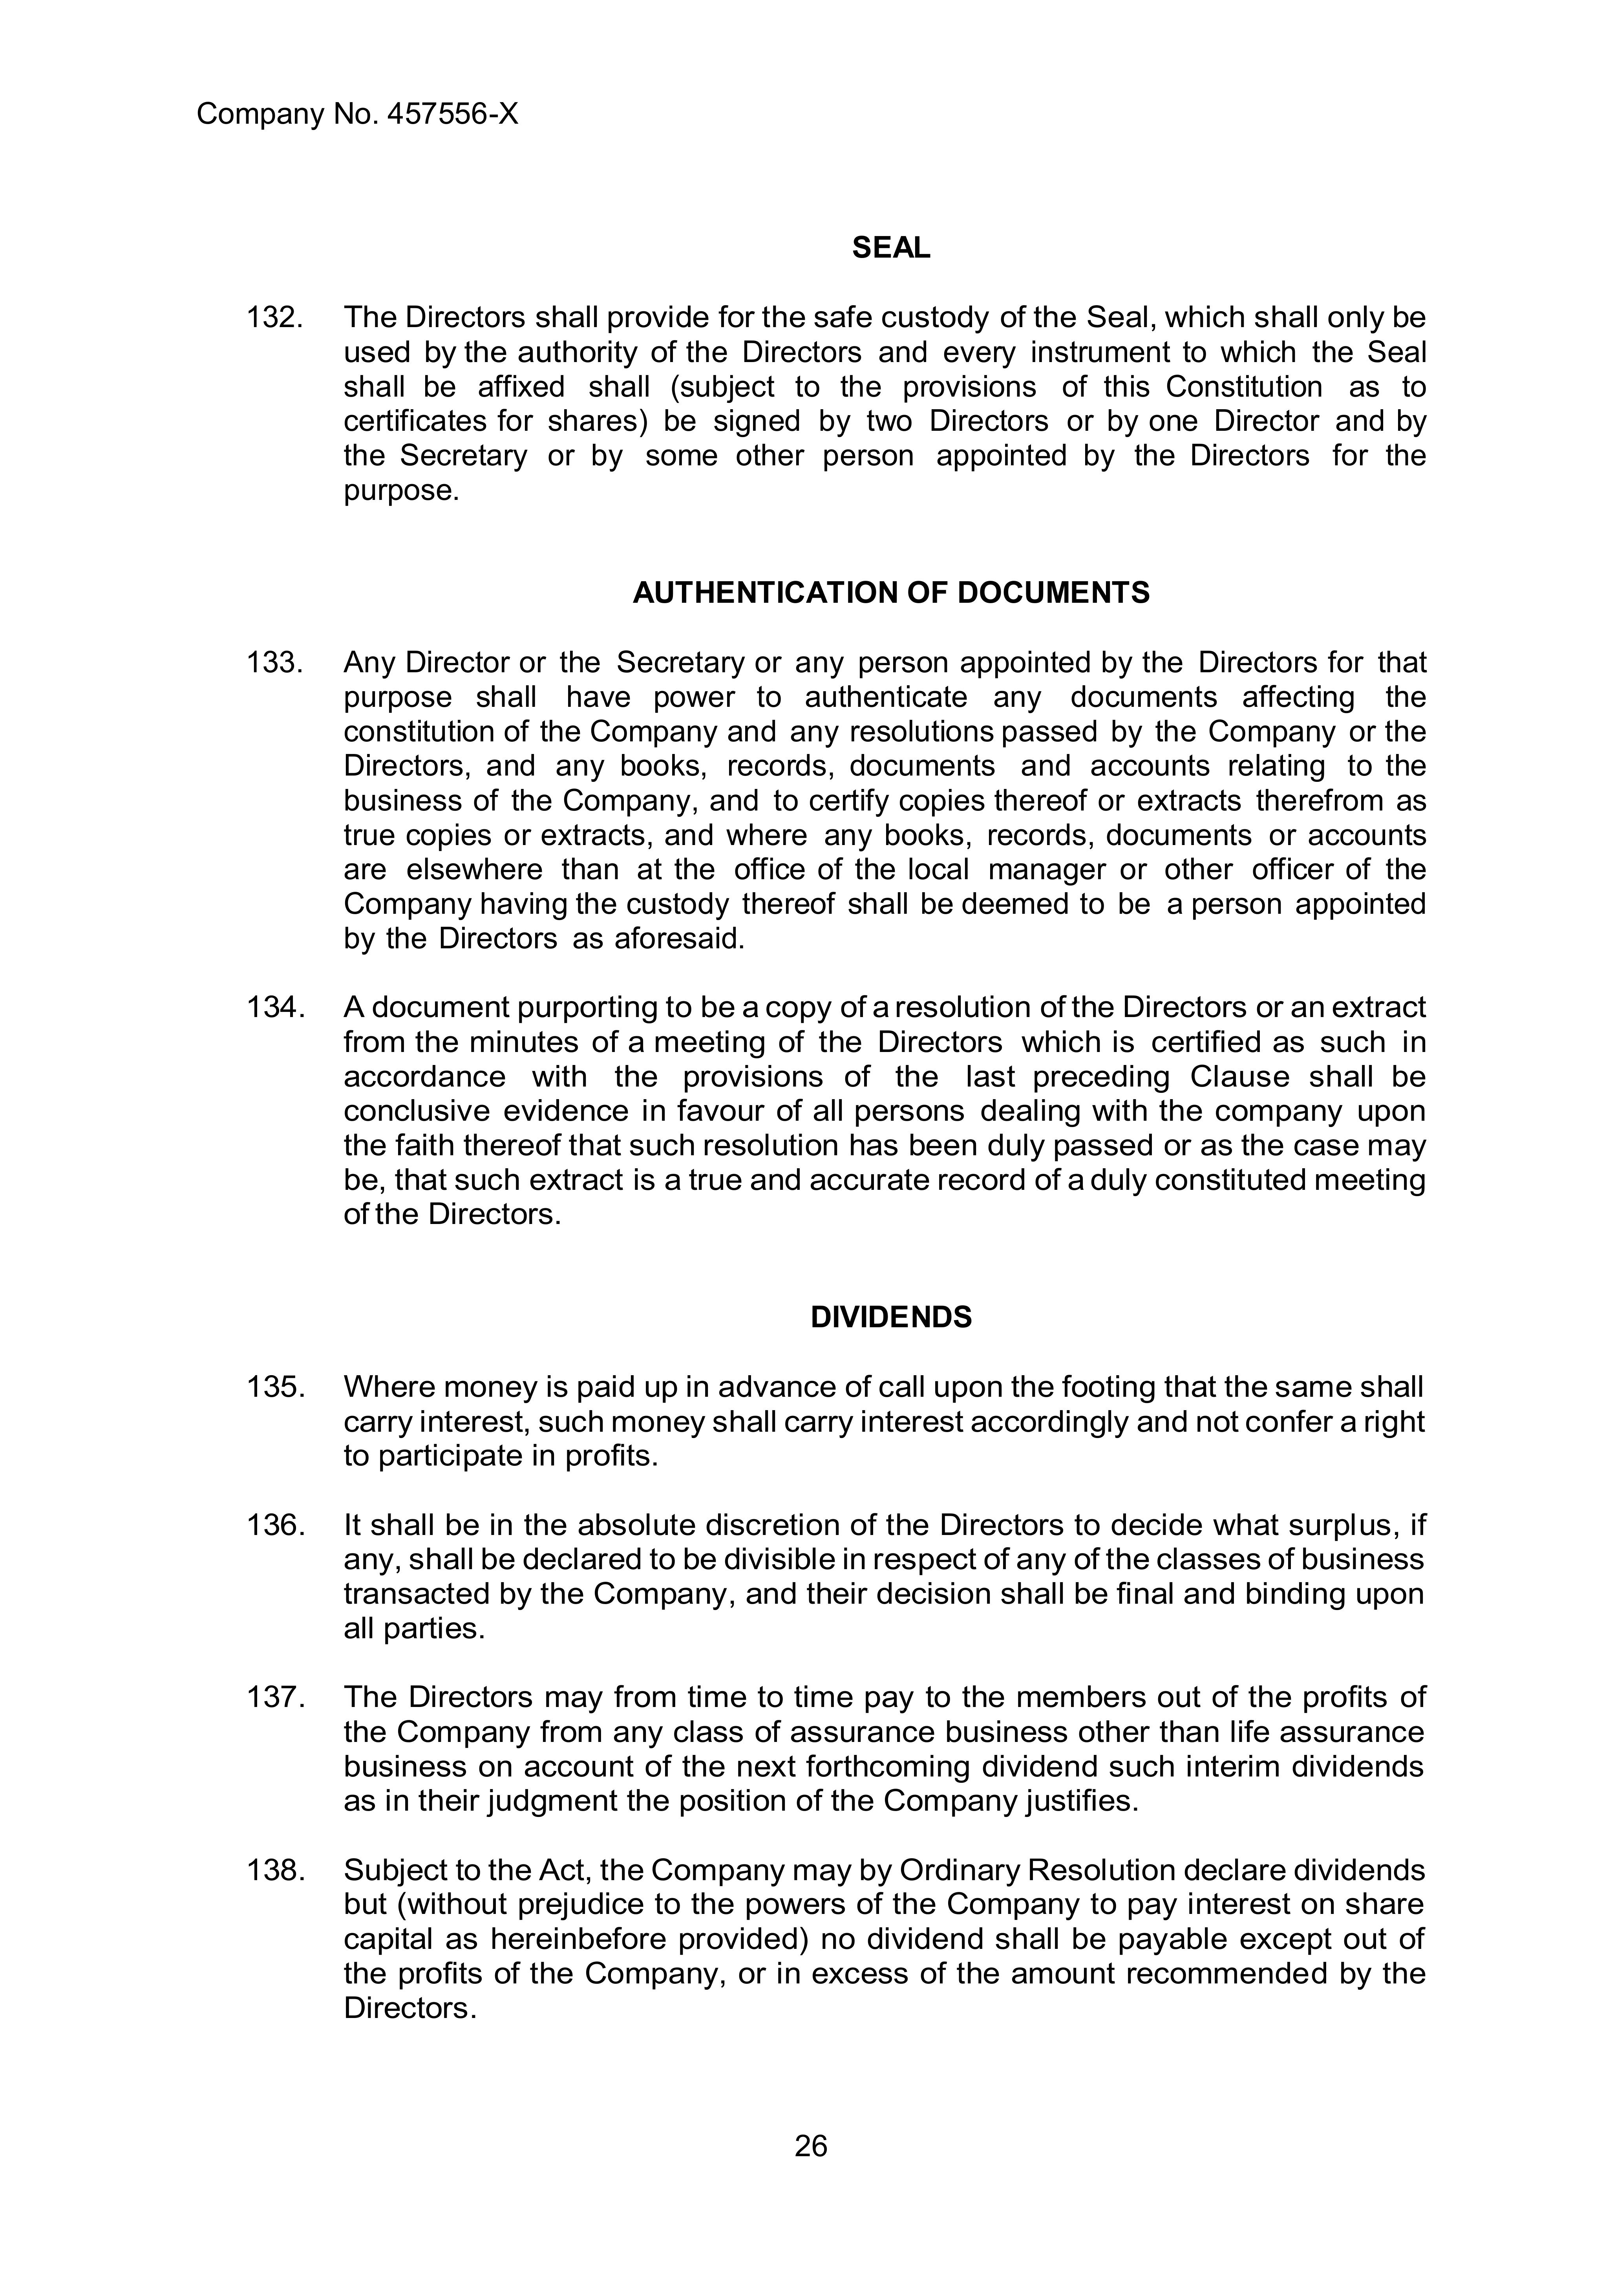 Company No. 457556-X
SEAL
132. The Directors shall provide for the safe custody of the Seal, which shall only be
used by the authority of the Directors and every instrument to which the Seal
shall be affixed shall (subject to the provisions of this Constitution as to
certificates for shares) be signed by two Directors or by one Director and by
the Secretary or by some other person appointed by the Directors for the
purpose.
AUTHENTICATION OF DOCUMENTS
133. Any Director or the Secretary or any person appointed by the Directors for that
purpose shall have power to authenticate any documents affecting the
constitution of the Company and any resolutions passed by the Company or the
Directors, and any books, records, documents and accounts relating to the
business of the Company, and to certify copies thereof or extracts therefrom as
true copies or extracts, and where any books, records, documents or accounts
are elsewhere than at the office of the local manager or other officer of the
Company having the custody thereof shall be deemed to be a person appointed
by the Directors as aforesaid.
134. A document purporting to be a copy of a resolution of the Directors or an extract
from the minutes of a meeting of the Directors which is certified as such in
accordance with the provisions of the last preceding Clause shall be
conclusive evidence in favour of all persons dealing with the company upon
the faith thereof that such resolution has been duly passed or as the case may
be, that such extract is a true and accurate record of a duly constituted meeting
of the Directors.
DIVIDENDS
135. Where money is paid up in advance of call upon the footing that the same shall
carry interest, such money shall carry interest accordingly and not confer a right
to participate in profits.
136. It shall be in the absolute discretion of the Directors to decide what surplus, if
any, shall be declared to be divisible in respect of any of the classes of business
transacted by the Company, and their decision shall be final and binding upon
all parties.
137. The Directors may from time to time pay to the members out of the profits of
the Company from any class of assurance business other than life assurance
business on account of the next forthcoming dividend such interim dividends
as in their judgment the position of the Company justifies.
138. Subject to the Act, the Company may by Ordinary Resolution declare dividends
but (without prejudice to the powers of the Company to pay interest on share
capital as hereinbefore provided) no dividend shall be payable except out of
the profits of the Company, or in excess of the amount recommended by the
Directors.
26